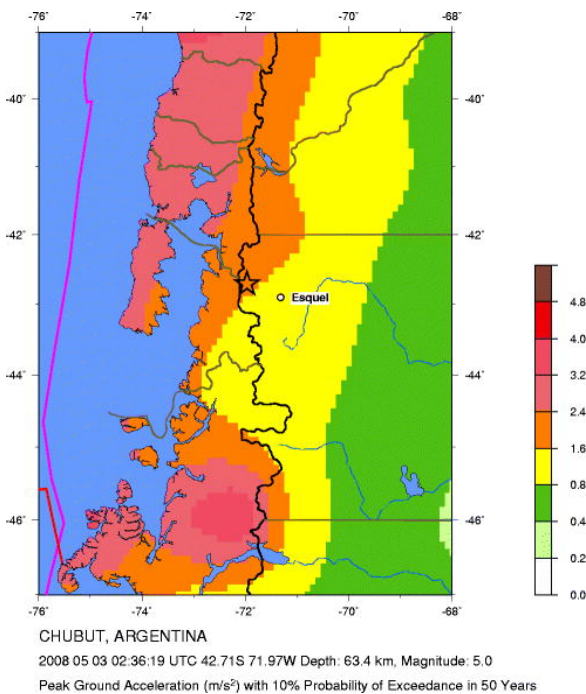 -76° -74° -72° -70° -68°
-40° -40°
-42° -42°
Esquel
-44° -44°
-46° -46°
-76° -74° -72° -70° -68°
4.8
4.0
3.2
2.4
1.6
0.8
0.4
0.2
0.0
CHUBUT, ARGENTINA
2008 05 03 02:36:19 UTC 42.71S 71.97W Depth: 63.4 km, Magnitude: 5.0
Peak Ground Acceleration (m/s²) with 10% Probability of Exceedance in 50 Years